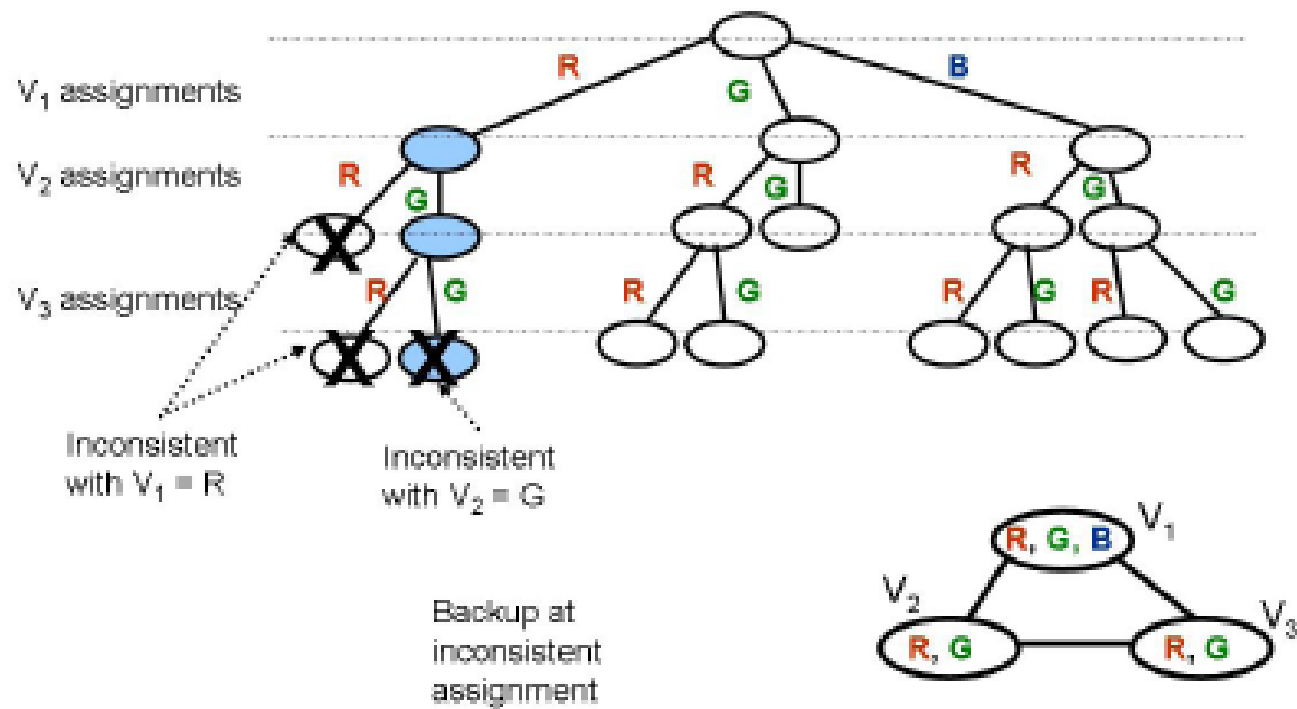 R
B
V₁ assignments
G
V₂ assignments
R
G
R
G
R
G
V₃ assignments
R
G
R
G
R
G
R
G
Inconsistent
with V₁ = R
Inconsistent
with V₂ = G
V₁
R, G, B
V₂
V₃
R, G
R, G
Backup at
inconsistent
assignment